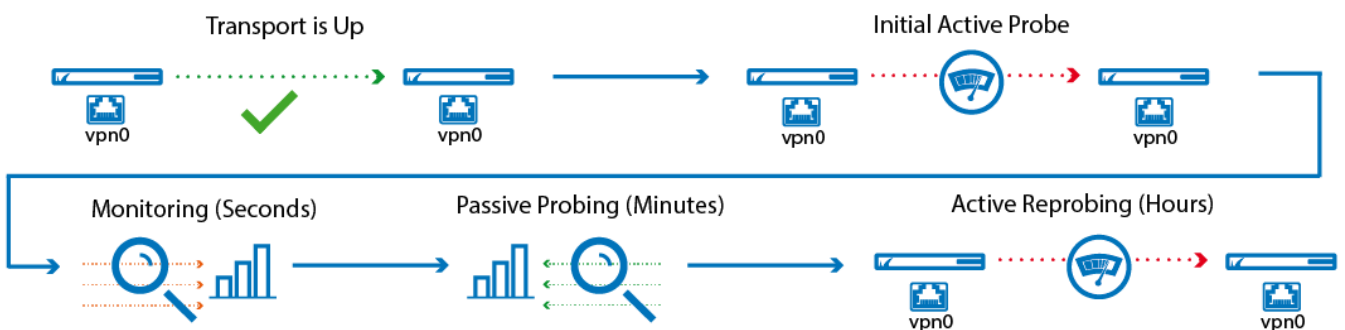 Transport is Up
Initial Active Probe
vpn0
vpn0
vpn0
vpn0
Monitoring (Seconds)
Passive Probing (Minutes)
Active Reprobing (Hours)
vpn0
vpn0